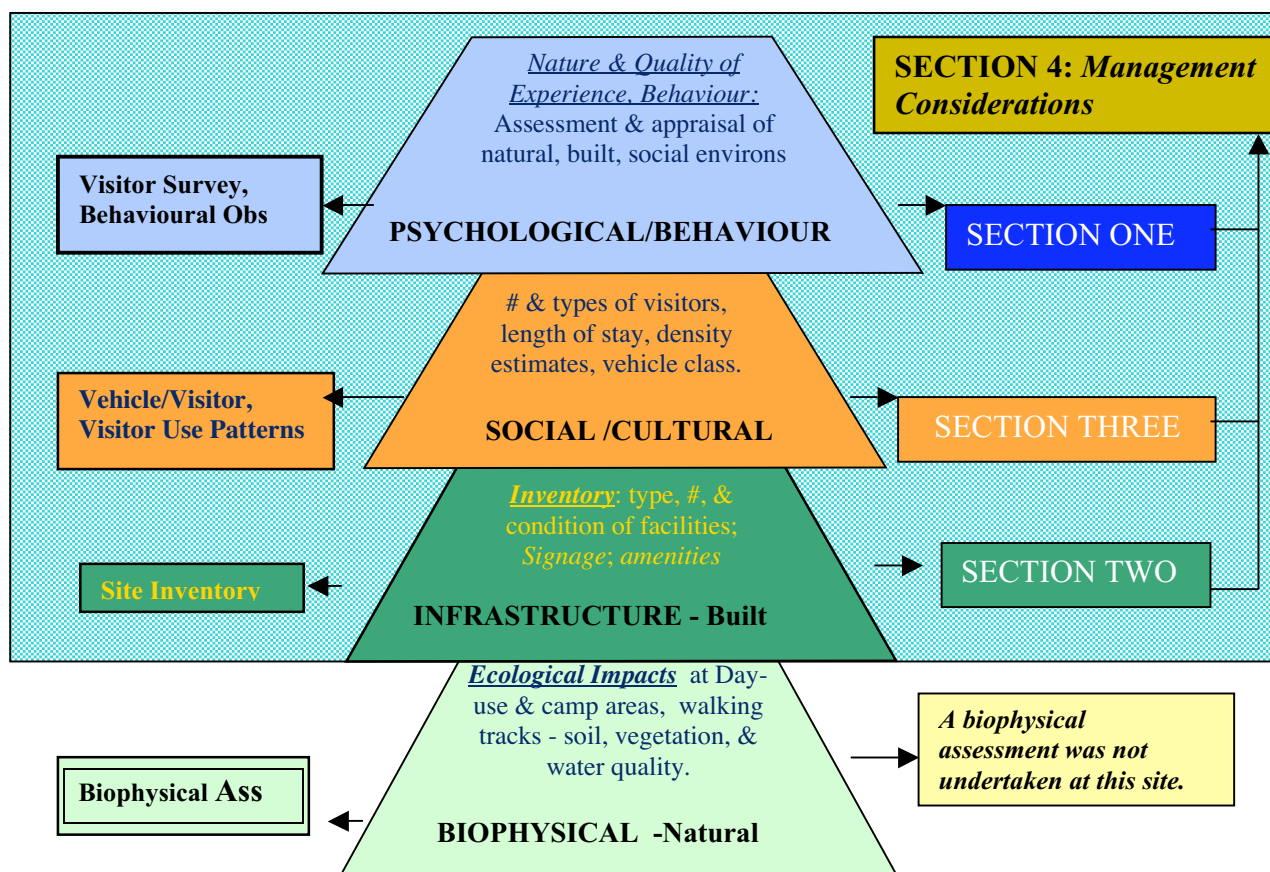 Nature & Quality of
Experience, Behaviour:
Assessment & appraisal of
natural, built, social environs
PSYCHOLOGICAL/BEHAVIOUR
SECTION 4: Management
Considerations
Visitor Survey,
Behavioural Obs
SECTION ONE
# & types of visitors,
length of stay, density
estimates, vehicle class.
SOCIAL /CULTURAL
Vehicle/Visitor,
Visitor Use Patterns
SECTION THREE
Inventory: type, #, &
condition of facilities;
Signage; amenities
INFRASTRUCTURE - Built
Site Inventory
SECTION TWO
Ecological Impacts at Day-
use & camp areas, walking
tracks - soil, vegetation, &
water quality.
BIOPHYSICAL -Natural
Biophysical Ass
A biophysical
assessment was not
undertaken at this site.